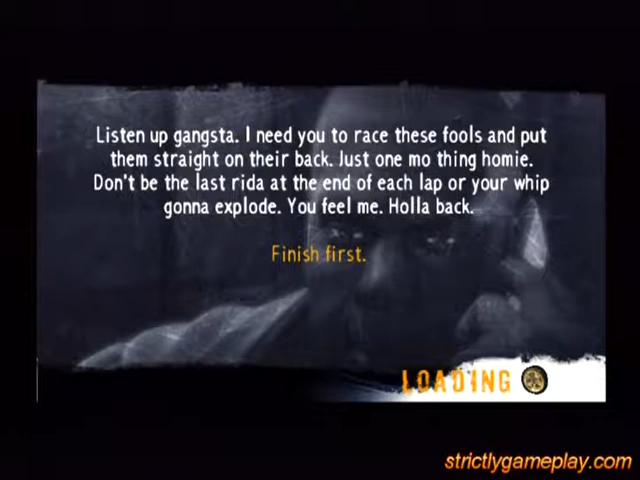 Listen up gangsta. I need you to race these fools and put
them straight on their back. Just one mo thing homie.
Don't be the last rida at the end of each lap or your whip
gonna explode. You feel me. Holla back.
Finish first.
LOADING
strictlygameplay.com